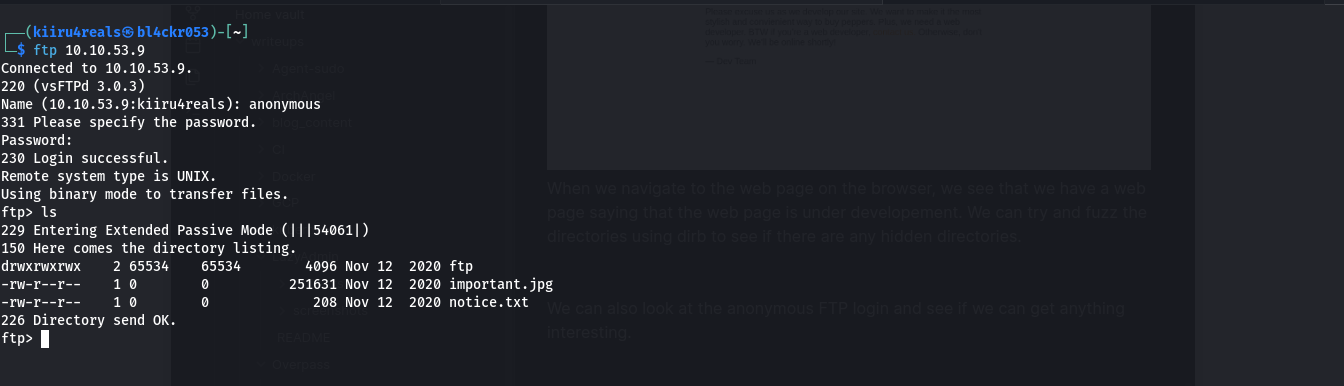 ┌──(kiiru4reals㉿bl4ckr053)-[~]
└─$ ftp 10.10.53.9
Connected to 10.10.53.9.
220 (vsFTPd 3.0.3)
Name (10.10.53.9:kiiru4reals): anonymous
331 Please specify the password.
Password:
230 Login successful.
Remote system type is UNIX.
Using binary mode to transfer files.
ftp> ls
229 Entering Extended Passive Mode (|||54061|)
150 Here comes the directory listing.
drwxrwxrwx    2 65534    65534        4096 Nov 12  2020 ftp
-rw-r--r--    1 0        0          251631 Nov 12  2020 important.jpg
-rw-r--r--    1 0        0             208 Nov 12  2020 notice.txt
226 Directory send OK.
ftp>
Home vault
README
Overpass
When we navigate to the web page on the browser, we see that we have a web
page saying that the web page is under developement. We can try and fuzz the
directories using dirb to see if there are any hidden directories.
We can also look at the anonymous FTP login and see if we can get anything
interesting.